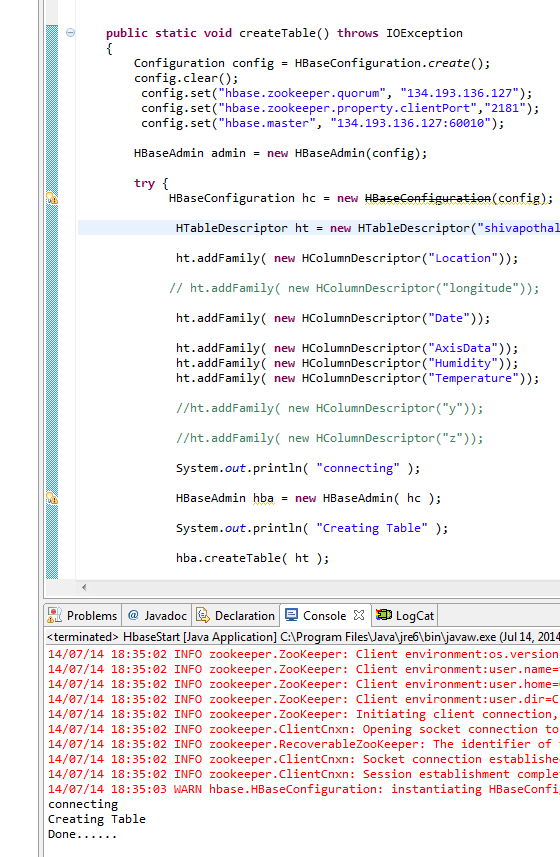 public static void createTable() throws IOException
{
Configuration config = HBaseConfiguration.create();
config.clear();
config.set("hbase.zookeeper.quorum", "134.193.136.127");
config.set("hbase.zookeeper.property.clientPort","2181");
config.set("hbase.master", "134.193.136.127:60010");
HBaseAdmin admin = new HBaseAdmin(config);
try {
HBaseConfiguration hc = new HBaseConfiguration(config);
HTableDescriptor ht = new HTableDescriptor("shivapothal
ht.addFamily( new HColumnDescriptor("Location"));
// ht.addFamily( new HColumnDescriptor("longitude"));
ht.addFamily( new HColumnDescriptor("Date"));
ht.addFamily( new HColumnDescriptor("AxisData"));
ht.addFamily( new HColumnDescriptor("Humidity"));
ht.addFamily( new HColumnDescriptor("Temperature"));
//ht.addFamily( new HColumnDescriptor("y"));
//ht.addFamily( new HColumnDescriptor("z"));
System.out.println( "connecting" );
HBaseAdmin hba = new HBaseAdmin( hc );
System.out.println( "Creating Table" );
hba.createTable( ht );
Problems @ Javadoc Declaration Console LogCat
<terminated> HbaseStart [Java Application] C:\Program Files\Java\jre6\bin\javaw.exe (Jul 14, 2014
14/07/14 18:35:02 INFO zookeeper.ZooKeeper: Client environment:os.version
14/07/14 18:35:02 INFO zookeeper.ZooKeeper: Client environment:user.name=
14/07/14 18:35:02 INFO zookeeper.ZooKeeper: Client environment:user.home=
14/07/14 18:35:02 INFO zookeeper.ZooKeeper: Client environment:user.dir=C
14/07/14 18:35:02 INFO zookeeper.ZooKeeper: Initiating client connection,
14/07/14 18:35:02 INFO zookeeper.ClientCnxn: Opening socket connection to
14/07/14 18:35:02 INFO zookeeper.RecoverableZooKeeper: The identifier of
14/07/14 18:35:02 INFO zookeeper.ClientCnxn: Socket connection establishe
14/07/14 18:35:02 INFO zookeeper.ClientCnxn: Session establishment comple
14/07/14 18:35:03 WARN hbase.HBaseConfiguration: instantiating HBaseConfi
connecting
Creating Table
Done......